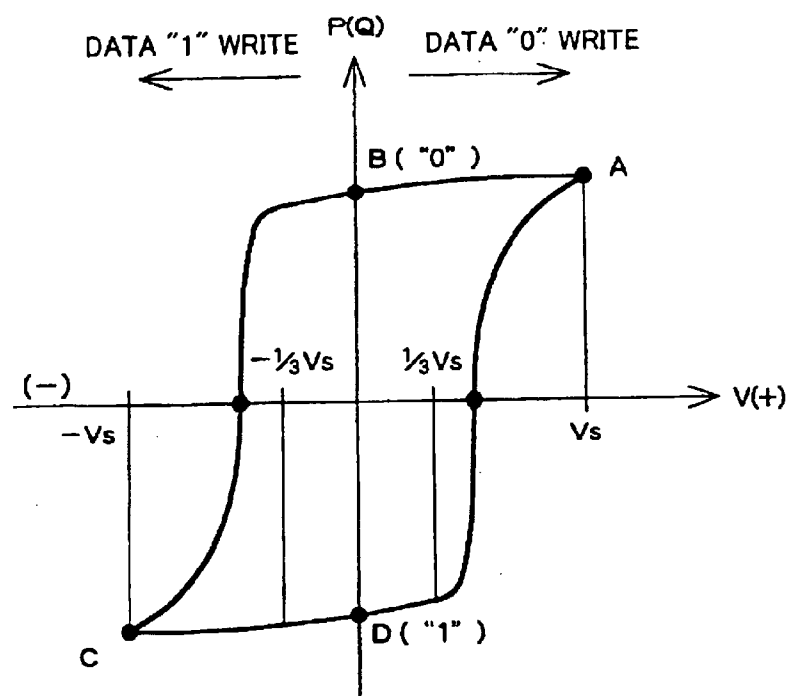 P(Q)
DATA "1" WRITE
DATA "0" WRITE
B ( "0" )
A
-⅓Vs
⅓Vs
(-)
V(+)
-Vs
Vs
D ( "1" )
C